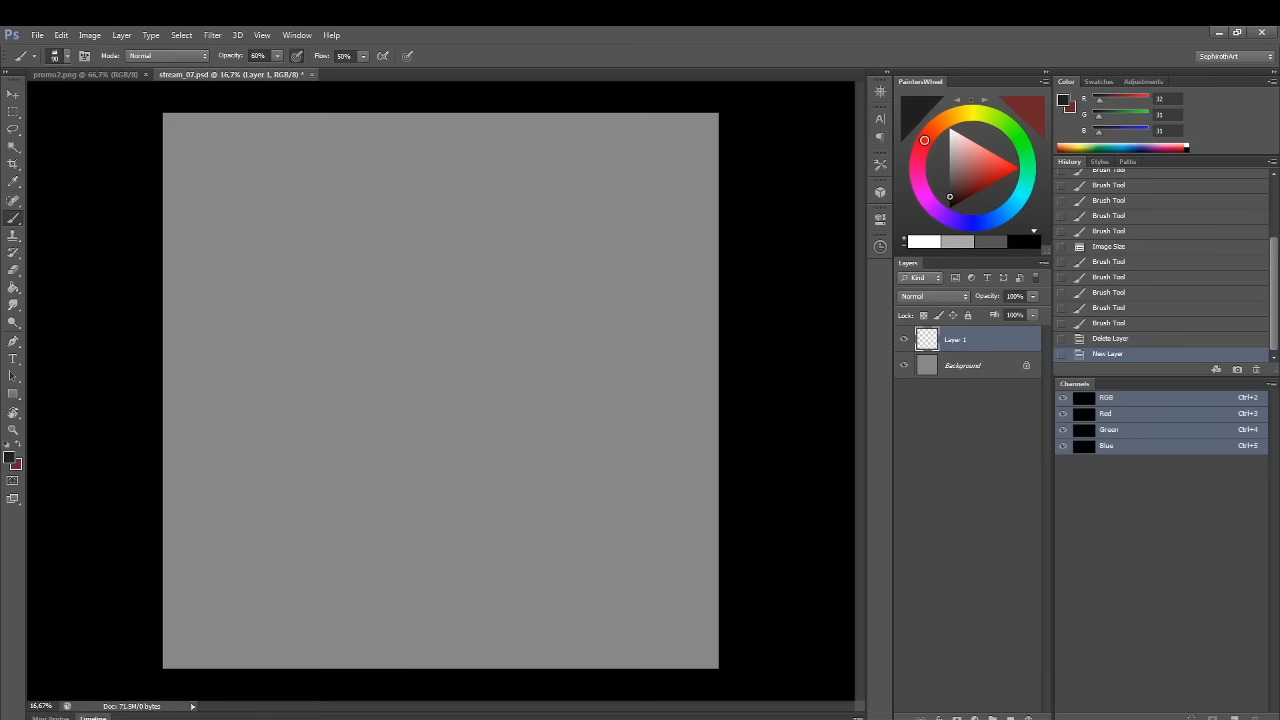 Ps File Edit Image Layer Type Select Filter 3D View Window Help
90 Mode: Normal Opacity: 60% Flow: 50% SephirothArt
promo2.png @ 66,7% (RGB/8) × stream_07.psd @ 16,7% (Layer 1, RGB/8) * ×
PaintersWheel
Color Swatches Adjustments
R 32
G 31
B 31
History Styles Paths
Brush Tool
Brush Tool
Brush Tool
Brush Tool
Brush Tool
Image Size
Brush Tool
Brush Tool
Brush Tool
Brush Tool
Brush Tool
Delete Layer
New Layer
Layers
Kind
Normal Opacity: 100%
Lock: Fill: 100%
Layer 1
Background
Channels
RGB Ctrl+2
Red Ctrl+3
Green Ctrl+4
Blue Ctrl+5
16,67% Doc: 71,5M/0 bytes
Mini Bridge Timeline